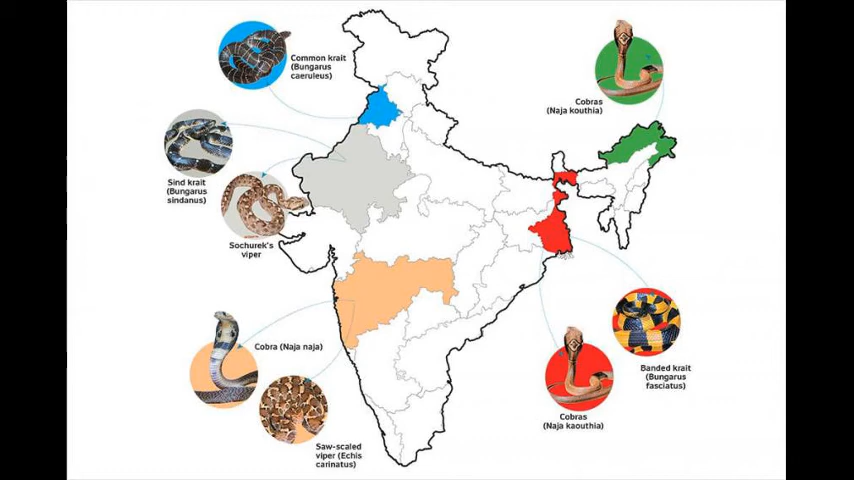 Common krait
(Bungarus
caeruleus)
Cobras
(Naja kouthia)
Sind krait
(Bungarus
sindanus)
Sochurek's
viper
Cobra (Naja naja)
Saw-scaled
viper (Echis
carinatus)
Banded krait
(Bungarus
fasciatus)
Cobras
(Naja kaouthia)